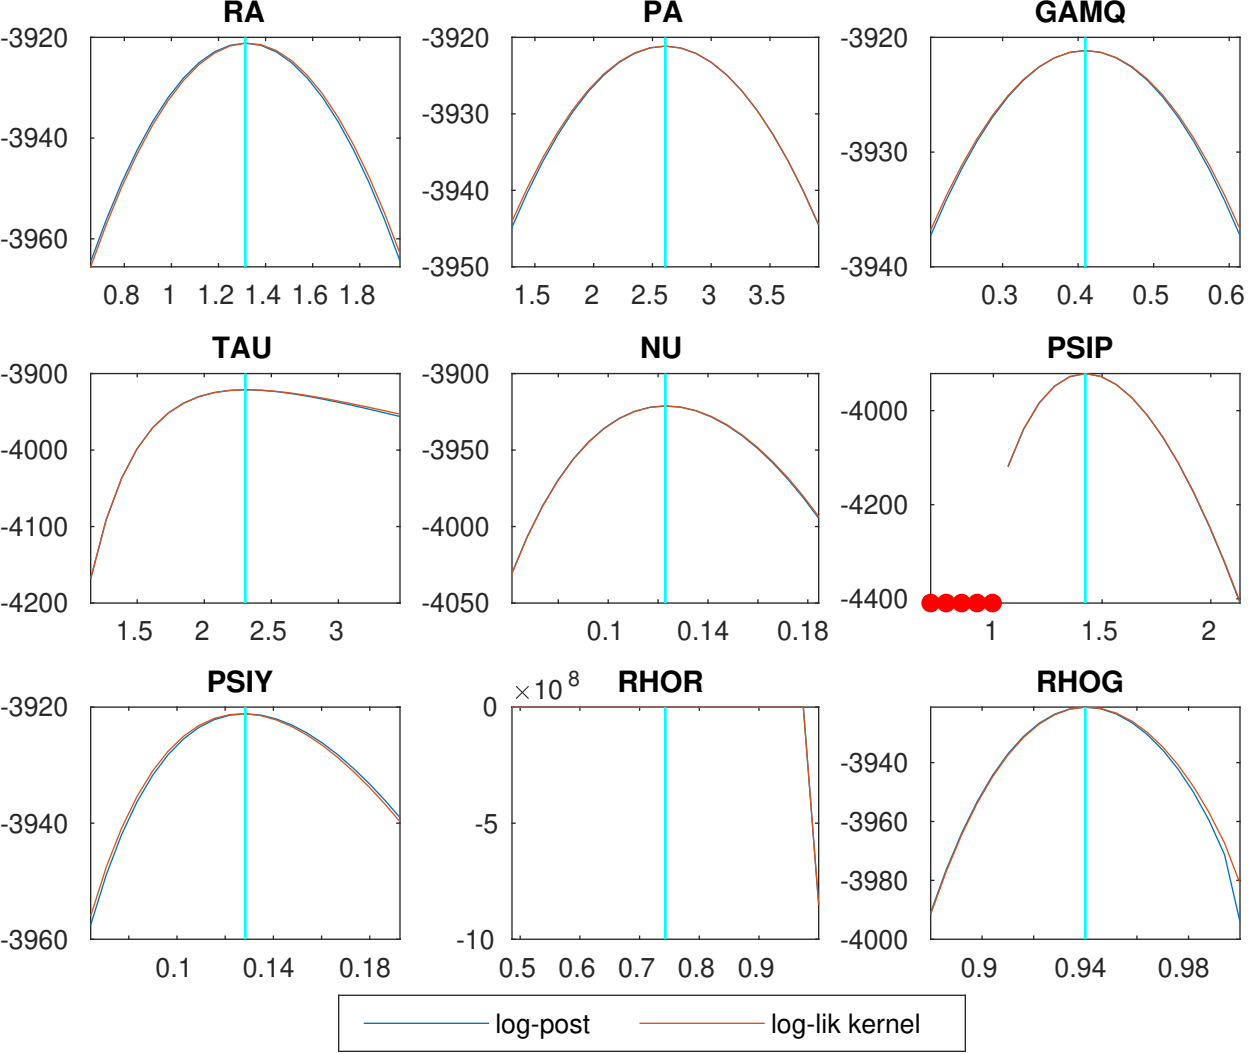 RA
PA
GAMQ
-3920
-3940
-3960
0.8 1 1.2 1.4 1.6 1.8
-3920
-3930
-3940
-3950
1.5 2 2.5 3 3.5
-3920
-3930
-3940
0.3 0.4 0.5 0.6
TAU
NU
PSIP
-3900
-4000
-4100
-4200
1.5 2 2.5 3
-3900
-3950
-4000
-4050
0.1 0.14 0.18
-4000
-4200
-4400
1 1.5 2
PSIY
×10^8 RHOR
RHOG
-3920
-3940
-3960
0.1 0.14 0.18
0
-5
-10
0.5 0.6 0.7 0.8 0.9
-3940
-3960
-3980
-4000
0.9 0.94 0.98
log-post log-lik kernel